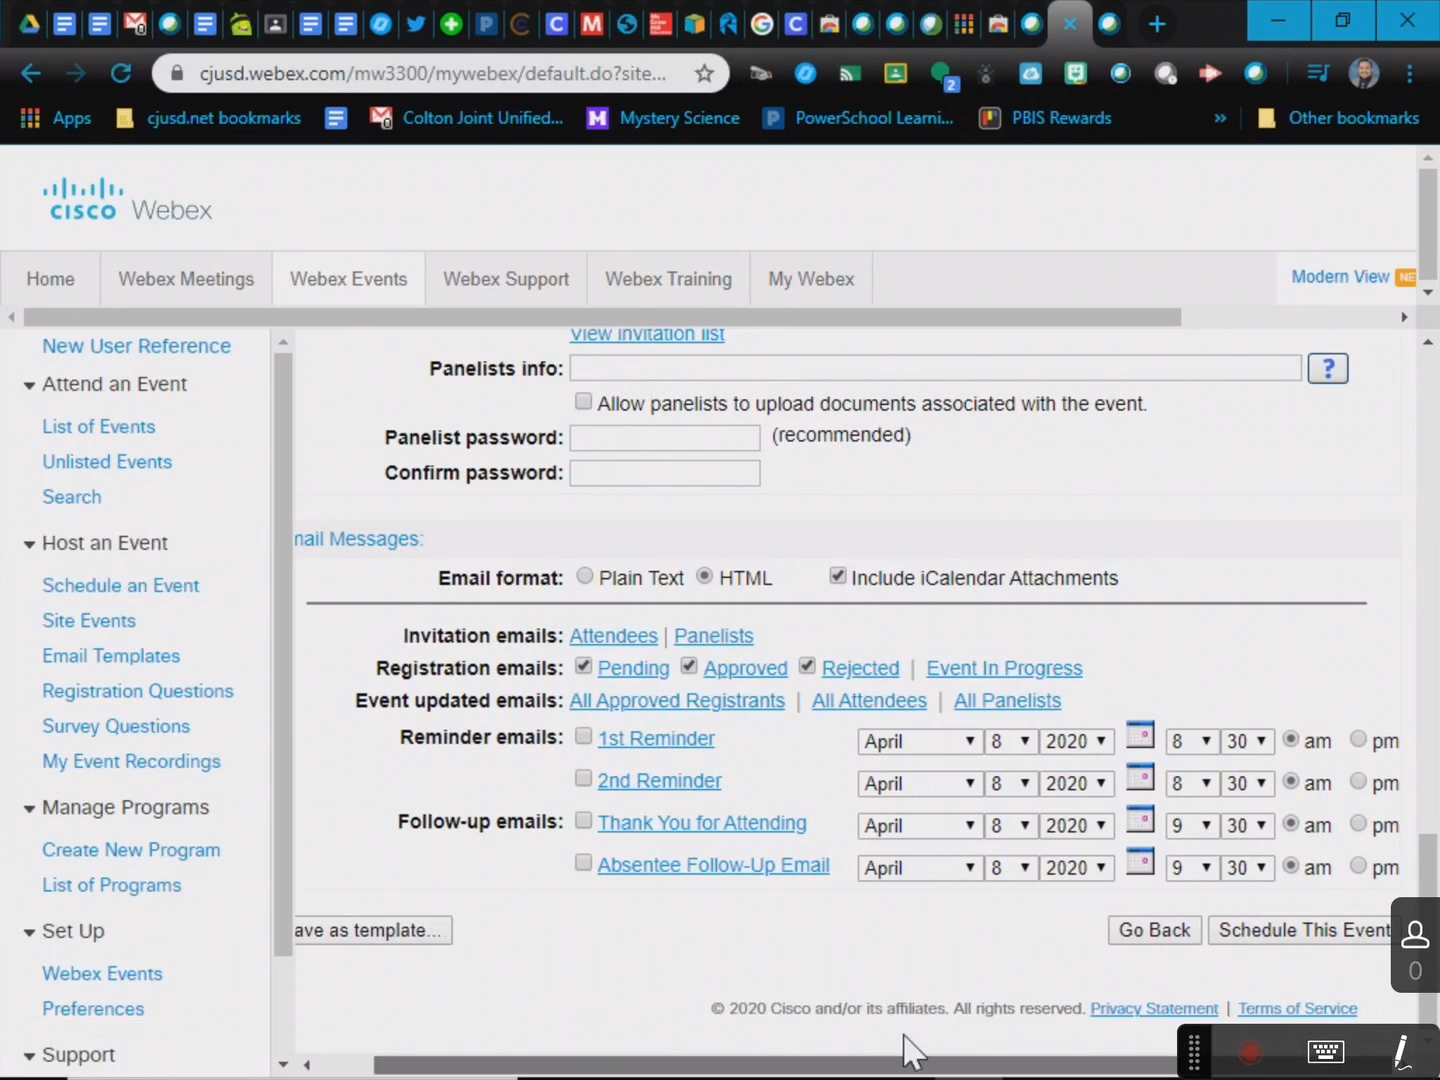 2
cjusd.webex.com/mw3300/mywebex/default.do?site...
Apps
cjusd.net bookmarks
Colton Joint Unified...
Mystery Science
PowerSchool Learni...
PBIS Rewards
»
Other bookmarks
CISCO Webex
Home
Webex Meetings
Webex Events
Webex Support
Webex Training
My Webex
Modern View
NE
New User Reference
Attend an Event
List of Events
Unlisted Events
Search
Host an Event
Schedule an Event
Site Events
Email Templates
Registration Questions
Survey Questions
My Event Recordings
Manage Programs
Create New Program
List of Programs
Set Up
Webex Events
Preferences
Support
View invitation list
Panelists info:
?
Allow panelists to upload documents associated with the event.
Panelist password: (recommended)
Confirm password:
mail Messages:
Email format: Plain Text HTML Include iCalendar Attachments
Invitation emails: Attendees | Panelists
Registration emails: Pending Approved Rejected | Event In Progress
Event updated emails: All Approved Registrants | All Attendees | All Panelists
Reminder emails: 1st Reminder April 8 2020 8 30 am pm
2nd Reminder April 8 2020 8 30 am pm
Follow-up emails: Thank You for Attending April 8 2020 9 30 am pm
Absentee Follow-Up Email April 8 2020 9 30 am pm
ave as template...
Go Back
Schedule This Event
0
© 2020 Cisco and/or its affiliates. All rights reserved. Privacy Statement | Terms of Service